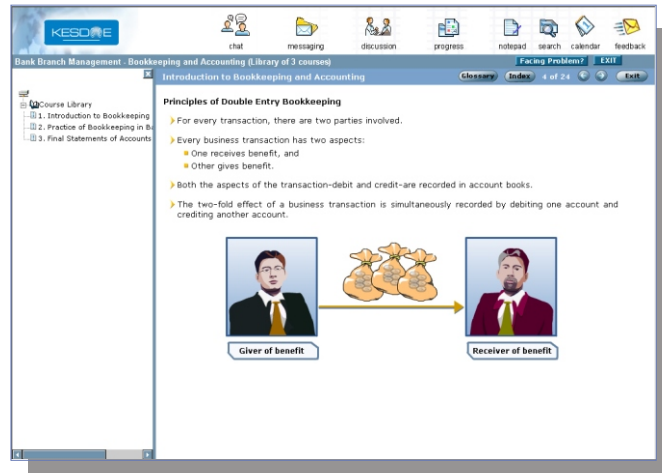 KESDEE
chat
messaging
discussion
progress
notepad
search
calendar
feedback
Bank Branch Management - Bookkeeping and Accounting (Library of 3 courses)
Facing Problem?
EXIT
Introduction to Bookkeeping and Accounting
Glossary
Index
4 of 24
Exit
Course Library
1. Introduction to Bookkeeping
2. Practice of Bookkeeping in Ba
3. Final Statements of Accounts
Principles of Double Entry Bookkeeping
For every transaction, there are two parties involved.
Every business transaction has two aspects:
One receives benefit, and
Other gives benefit.
Both the aspects of the transaction-debit and credit-are recorded in account books.
The two-fold effect of a business transaction is simultaneously recorded by debiting one account and
crediting another account.
Giver of benefit
Receiver of benefit